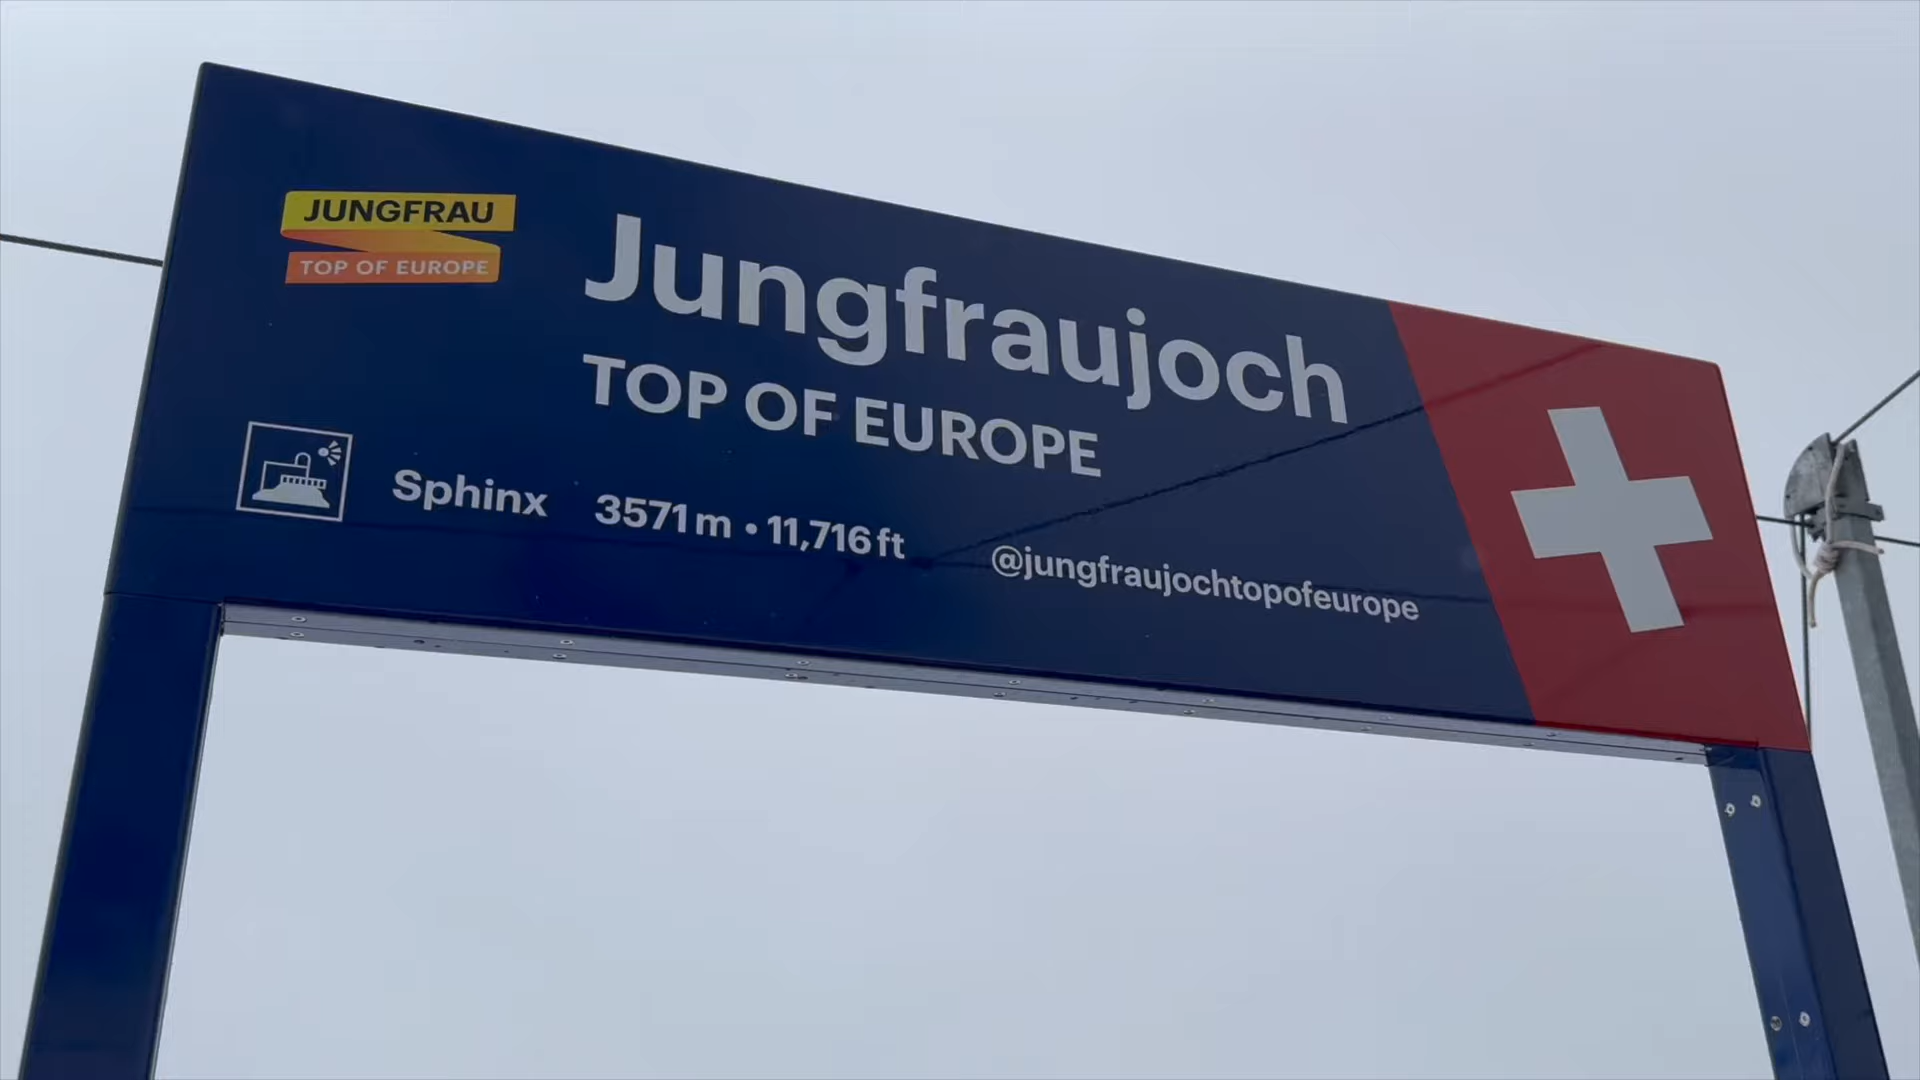 JUNGFRAU
TOP OF EUROPE
Jungfraujoch
TOP OF EUROPE
Sphinx 3571 m • 11,716 ft
@jungfraujochtopofeurope